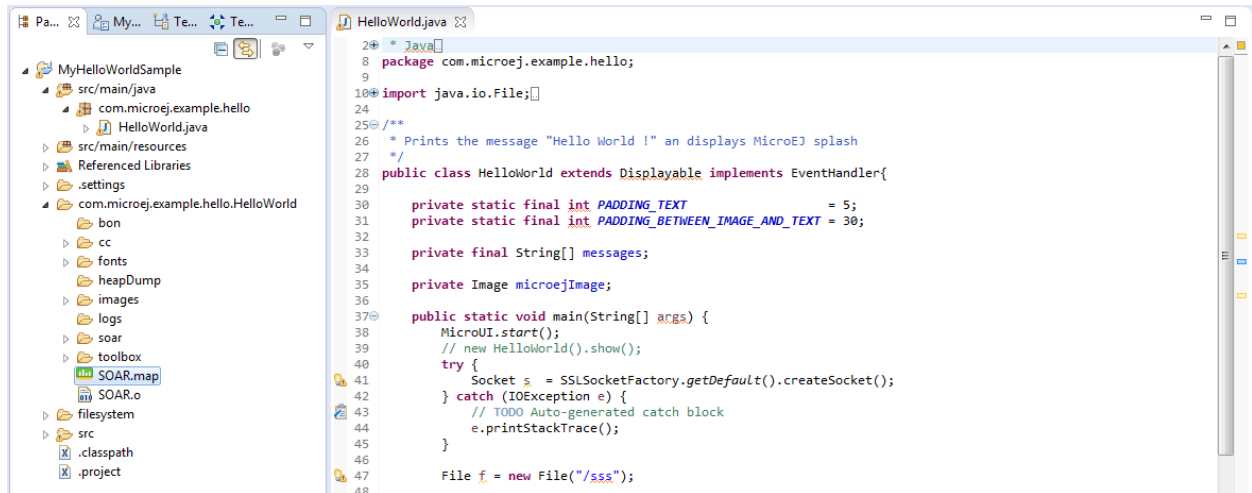 Pa...
My...
Te...
Te...
MyHelloWorldSample
src/main/java
com.microej.example.hello
HelloWorld.java
src/main/resources
Referenced Libraries
.settings
com.microej.example.hello.HelloWorld
bon
cc
fonts
heapDump
images
logs
soar
toolbox
SOAR.map
SOAR.o
filesystem
src
.classpath
.project
HelloWorld.java
2 * Java
8 package com.microej.example.hello;
9
10 import java.io.File;
24
25 /**
26 * Prints the message "Hello World !" an displays MicroEJ splash
27 */
28 public class HelloWorld extends Displayable implements EventHandler{
29
30 private static final int PADDING_TEXT = 5;
31 private static final int PADDING_BETWEEN_IMAGE_AND_TEXT = 30;
32
33 private final String[] messages;
34
35 private Image microejImage;
36
37 public static void main(String[] args) {
38 MicroUI.start();
39 // new HelloWorld().show();
40 try {
41 Socket s = SSLSocketFactory.getDefault().createSocket();
42 } catch (IOException e) {
43 // TODO Auto-generated catch block
44 e.printStackTrace();
45 }
46
47 File f = new File("/sss");
48